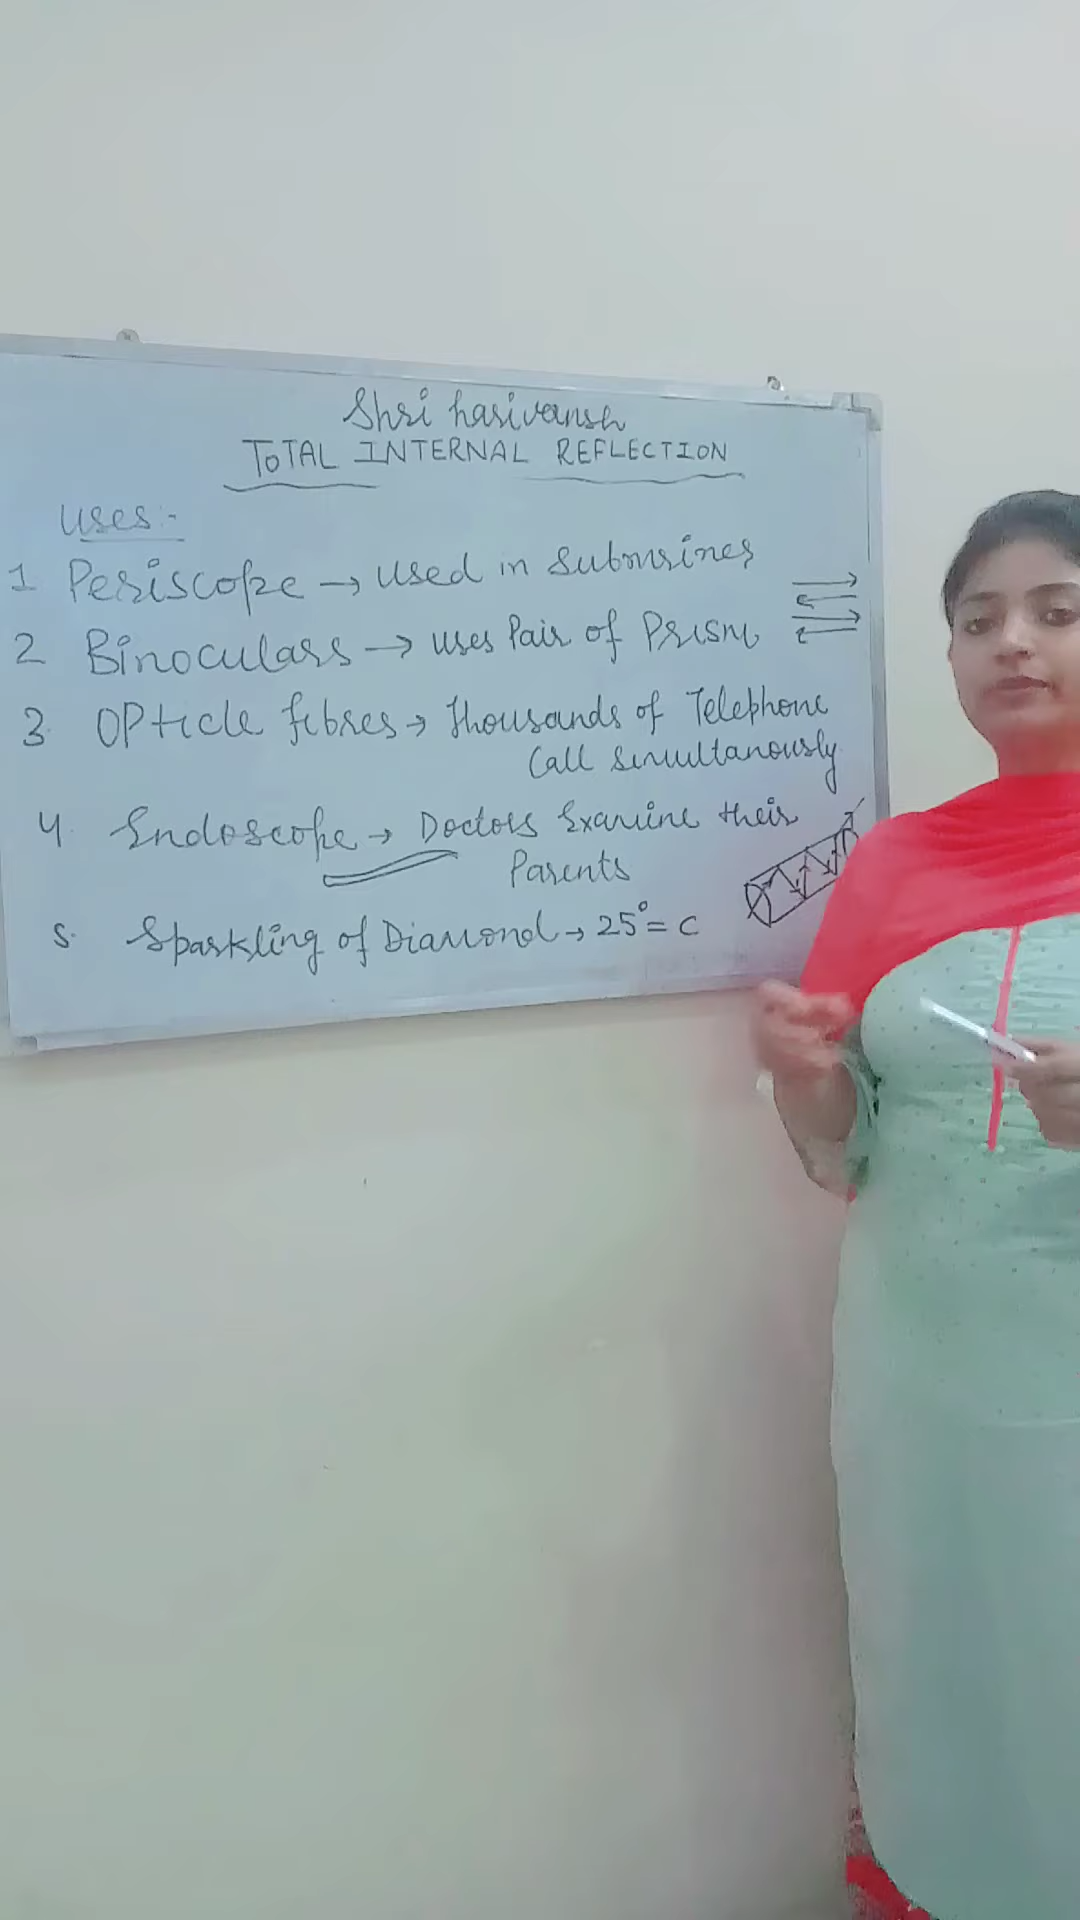 Shri harivansh
TOTAL INTERNAL REFLECTION
Uses:-
1 Periscope → Used in Submrines
2 Binoculars → uses Pair of Prism
3. OPticle fibres → thousands of Telephone
Call simultanously
4. Endoscope → Doctors Examine their
Parents
5. Sparkling of Diamond → 25° = C